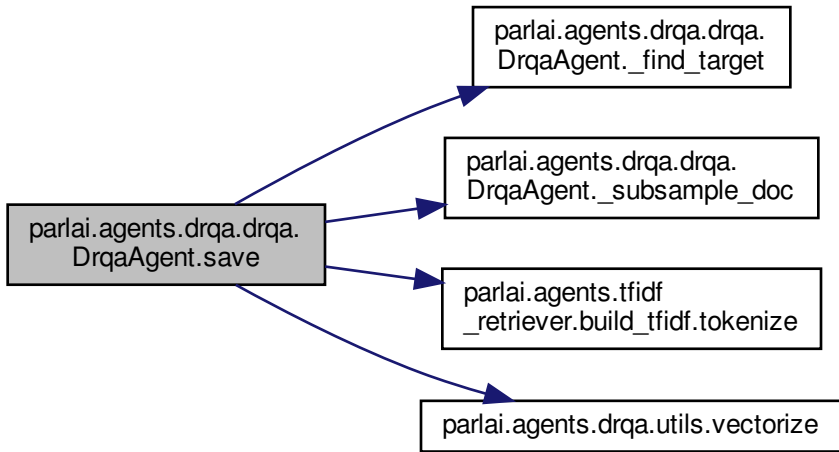 parlai.agents.drqa.drqa.
DrqaAgent._find_target
parlai.agents.drqa.drqa.
DrqaAgent._subsample_doc
parlai.agents.drqa.drqa.
DrqaAgent.save
parlai.agents.tfidf
_retriever.build_tfidf.tokenize
parlai.agents.drqa.utils.vectorize